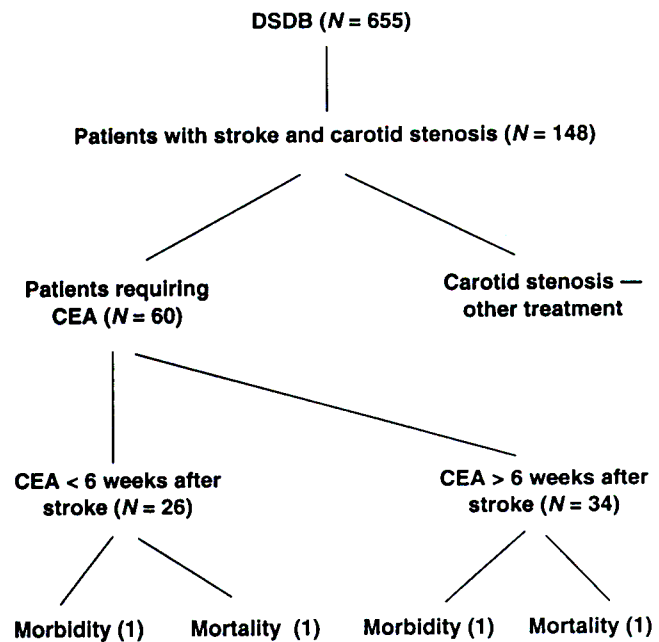 DSDB (N = 655)
Patients with stroke and carotid stenosis (N = 148)
Patients requiring
CEA (N = 60)
Carotid stenosis —
other treatment
CEA < 6 weeks after
stroke (N = 26)
CEA > 6 weeks after
stroke (N = 34)
Morbidity (1)
Mortality (1)
Morbidity (1)
Mortality (1)